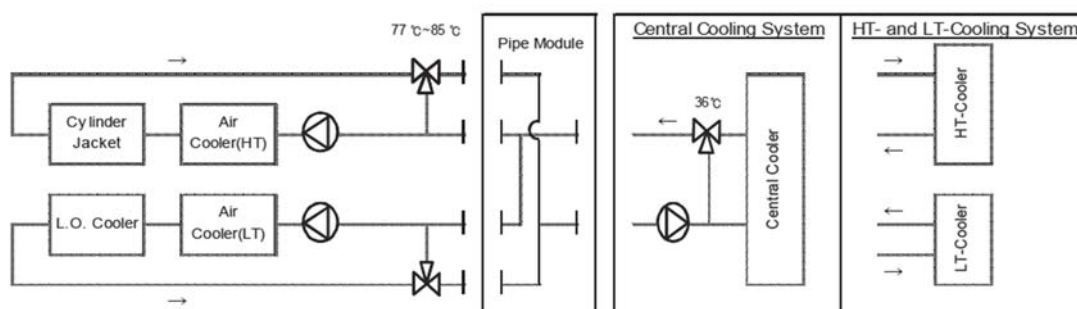 77 ℃~85 ℃
Pipe Module
Central Cooling System
HT- and LT-Cooling System
Cylinder
Jacket
Air
Cooler(HT)
36℃
Central Cooler
HT-Cooler
L.O. Cooler
Air
Cooler(LT)
LT-Cooler